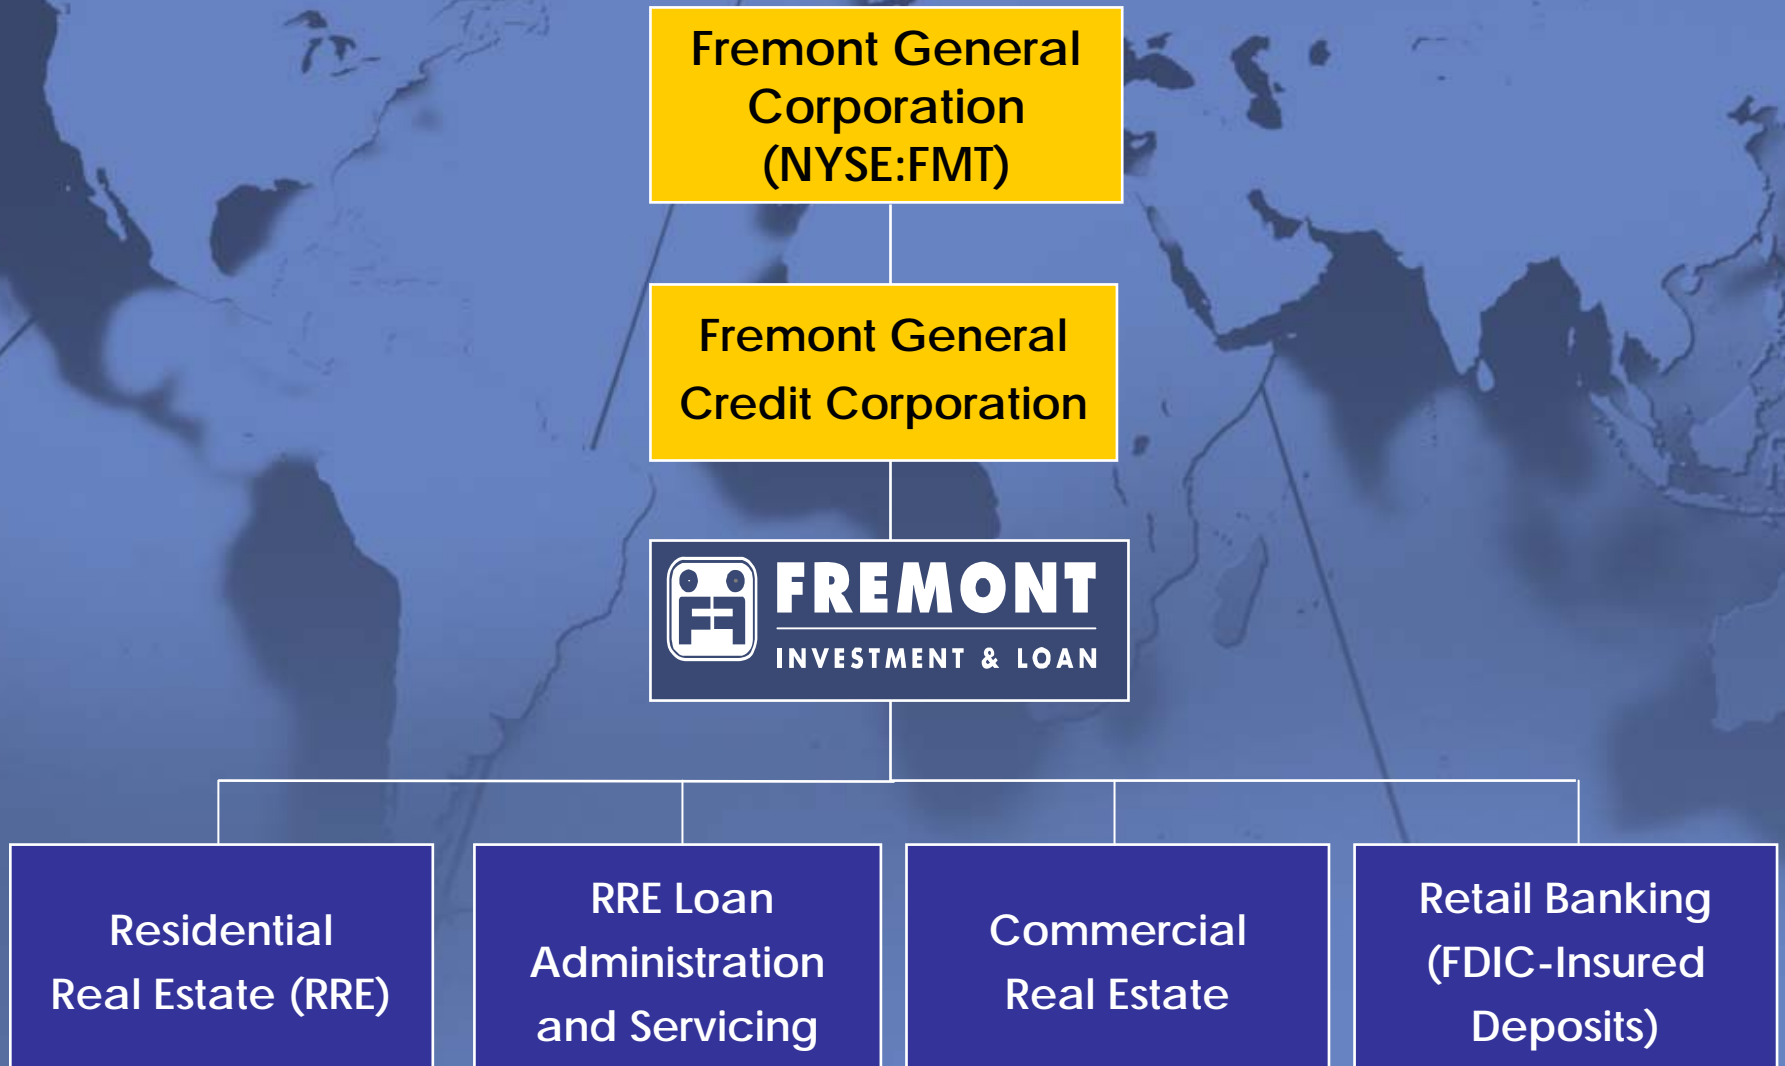 Fremont General
Corporation
(NYSE:FMT)
Fremont General
Credit Corporation
FREMONT
INVESTMENT & LOAN
Residential
Real Estate (RRE)
RRE Loan
Administration
and Servicing
Commercial
Real Estate
Retail Banking
(FDIC-Insured
Deposits)